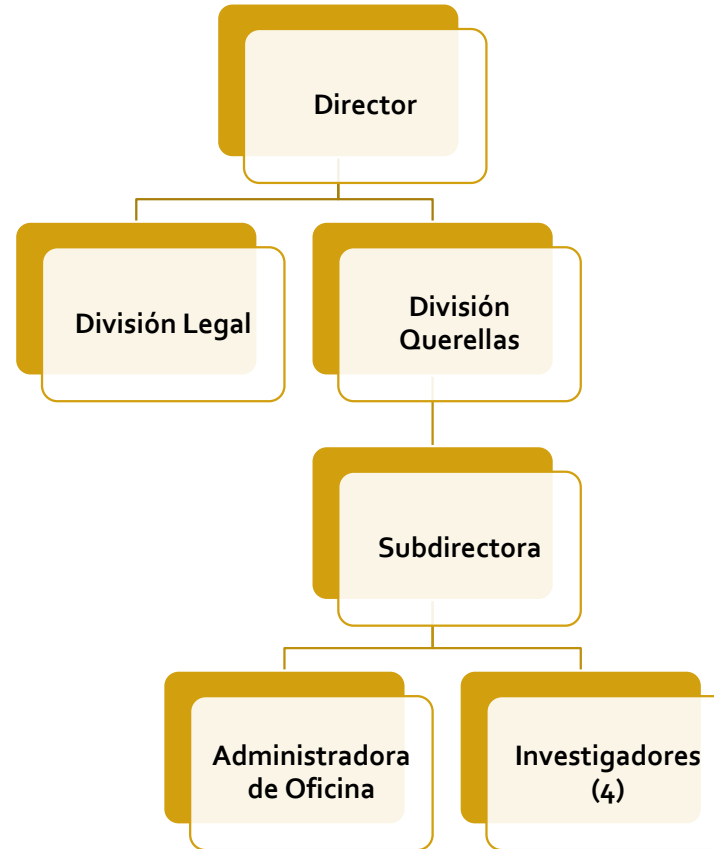 Director
División Legal
División
Querellas
Subdirectora
Administradora
de Oficina
Investigadores
(4)